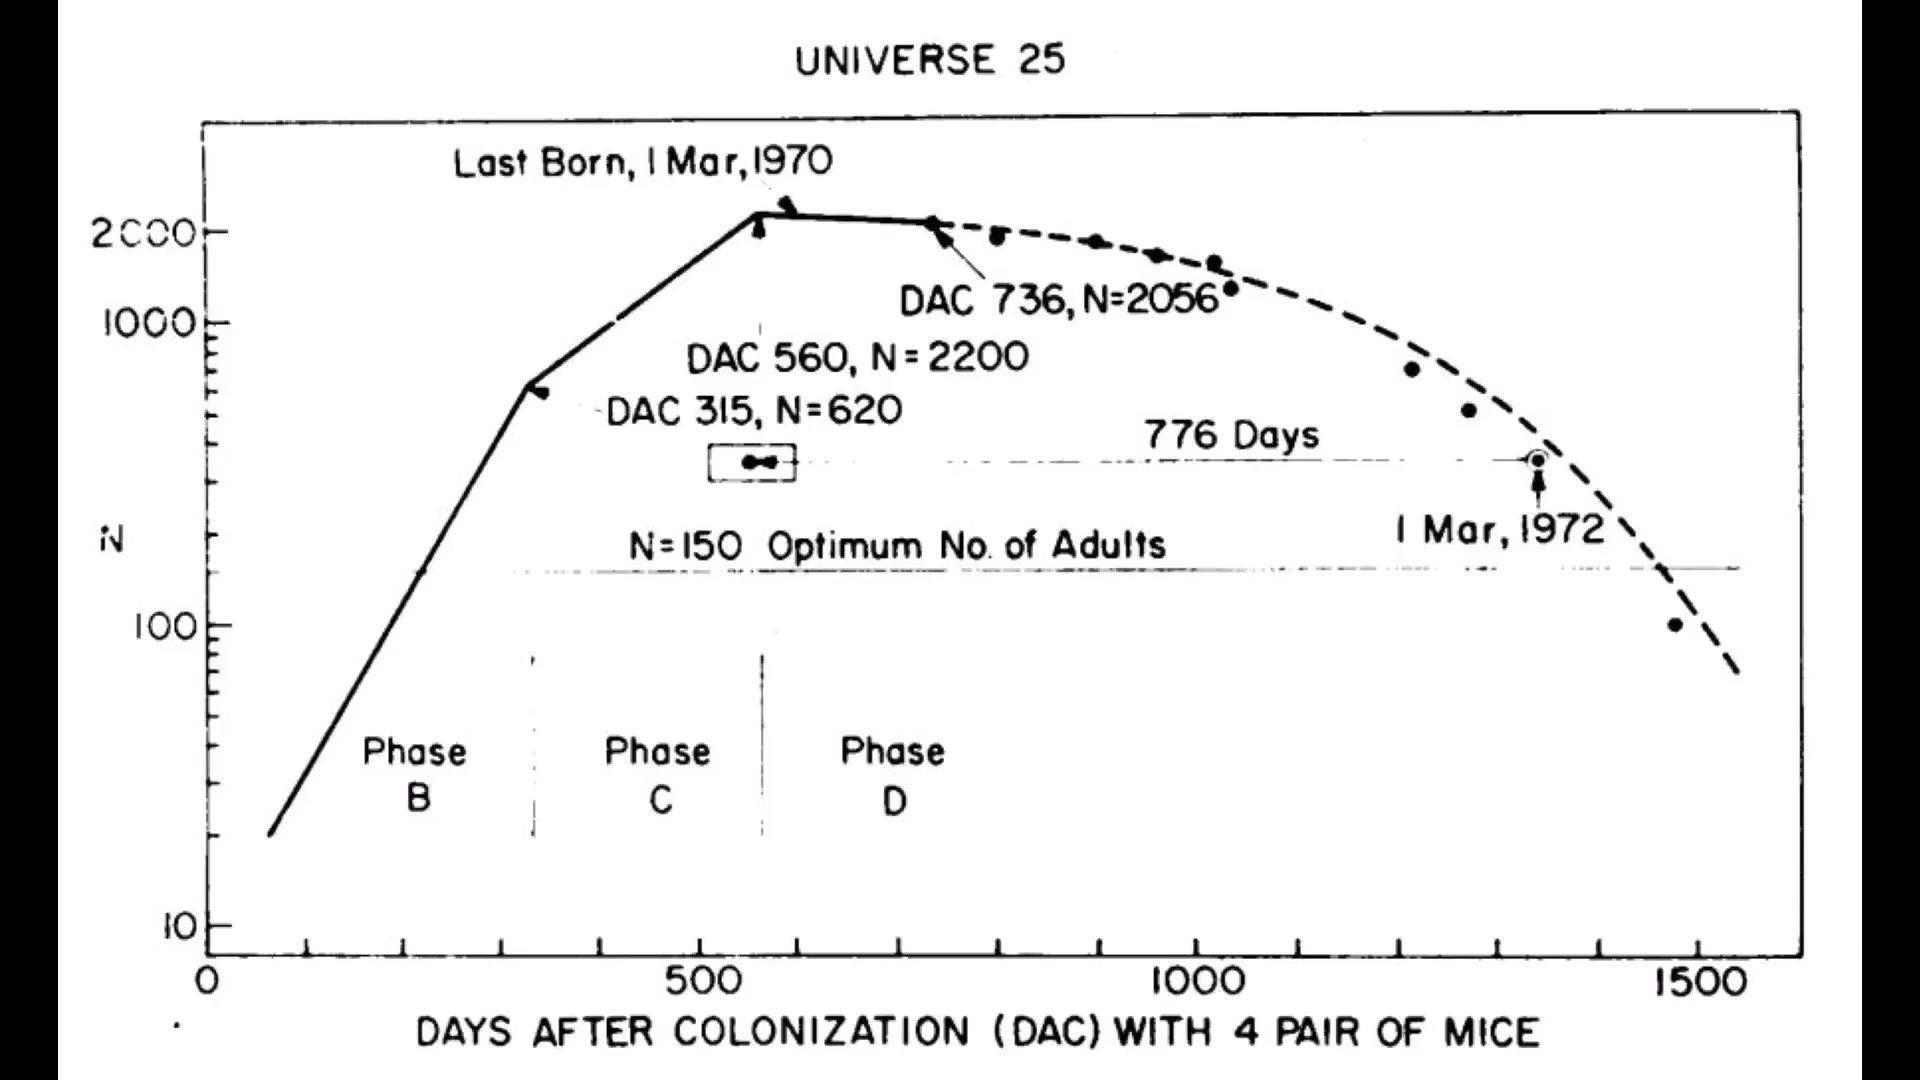 UNIVERSE 25
Last Born, 1 Mar, 1970
2000
DAC 736, N=2056
1000
DAC 560, N=2200
DAC 315, N=620
776 Days
N
N=150 Optimum No. of Adults
1 Mar, 1972
100
Phase B
Phase C
Phase D
10
0 500 1000 1500
DAYS AFTER COLONIZATION (DAC) WITH 4 PAIR OF MICE